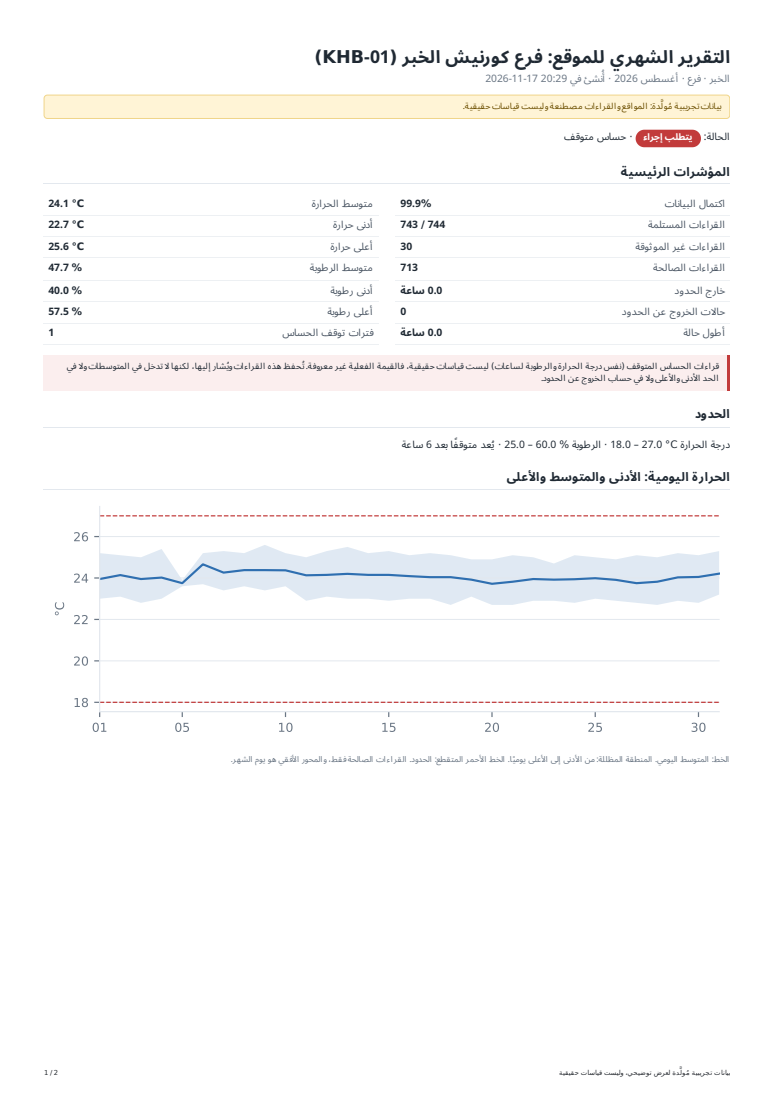 التقرير الشهري للموقع: فرع كورنيش الخبر (KHB-01)
الخبر · فرع · أغسطس 2026 · أُنشئ في 20:29 17-11-2026
بيانات تجريبية مُولَّدة: المواقع والقراءات مصطنعة وليست قياسات حقيقية.
الحالة: يتطلب إجراء · حساس متوقف
المؤشرات الرئيسية
اكتمال البيانات 99.9%
القراءات المستلمة 743 / 744
القراءات غير الموثوقة 30
القراءات الصالحة 713
خارج الحدود 0.0 ساعة
حالات الخروج عن الحدود 0
أطول حالة 0.0 ساعة
متوسط الحرارة 24.1 °C
أدنى حرارة 22.7 °C
أعلى حرارة 25.6 °C
متوسط الرطوبة 47.7 %
أدنى رطوبة 40.0 %
أعلى رطوبة 57.5 %
فترات توقف الحساس 1
قراءات الحساس المتوقف (نفس درجة الحرارة والرطوبة لساعات) ليست قياسات حقيقية، فالقيمة الفعلية غير معروفة. تُحفظ هذه القراءات ويُشار إليها، لكنها لا تدخل في المتوسطات ولا في
الحد الأدنى والأعلى ولا في حساب الخروج عن الحدود.
الحدود
درجة الحرارة 18.0 – 27.0 °C · الرطوبة 25.0 – 60.0 % · يُعد متوقفًا بعد 6 ساعة
الحرارة اليومية: الأدنى والمتوسط والأعلى
26
24
22
20
18
°C
01 05 10 15 20 25 30
الخط: المتوسط اليومي. المنطقة المظللة: من الأدنى إلى الأعلى يوميًا. الخط الأحمر المتقطع: الحدود. القراءات الصالحة فقط، والمحور الأفقي هو يوم الشهر.
بيانات تجريبية مُولَّدة لعرض توضيحي، وليست قياسات حقيقية
1 / 2